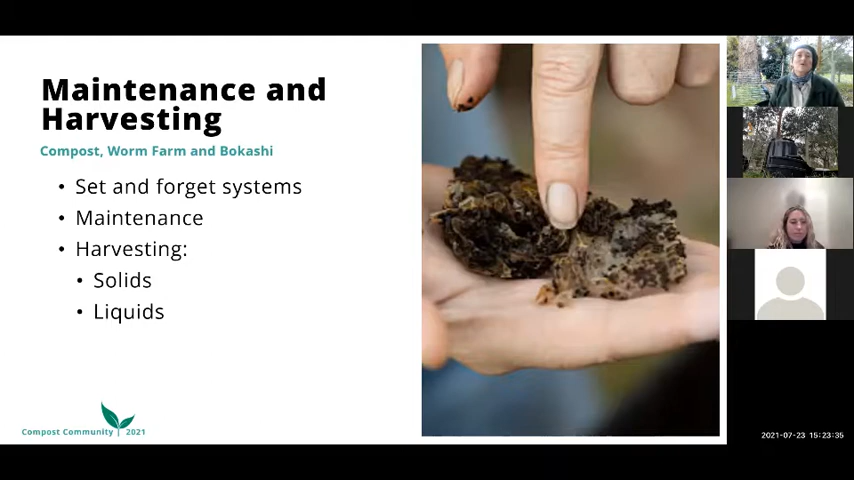 Maintenance and
Harvesting
Compost, Worm Farm and Bokashi
• Set and forget systems
• Maintenance
• Harvesting:
• Solids
• Liquids
Compost Community | 2021
2021-07-23 15:23:35